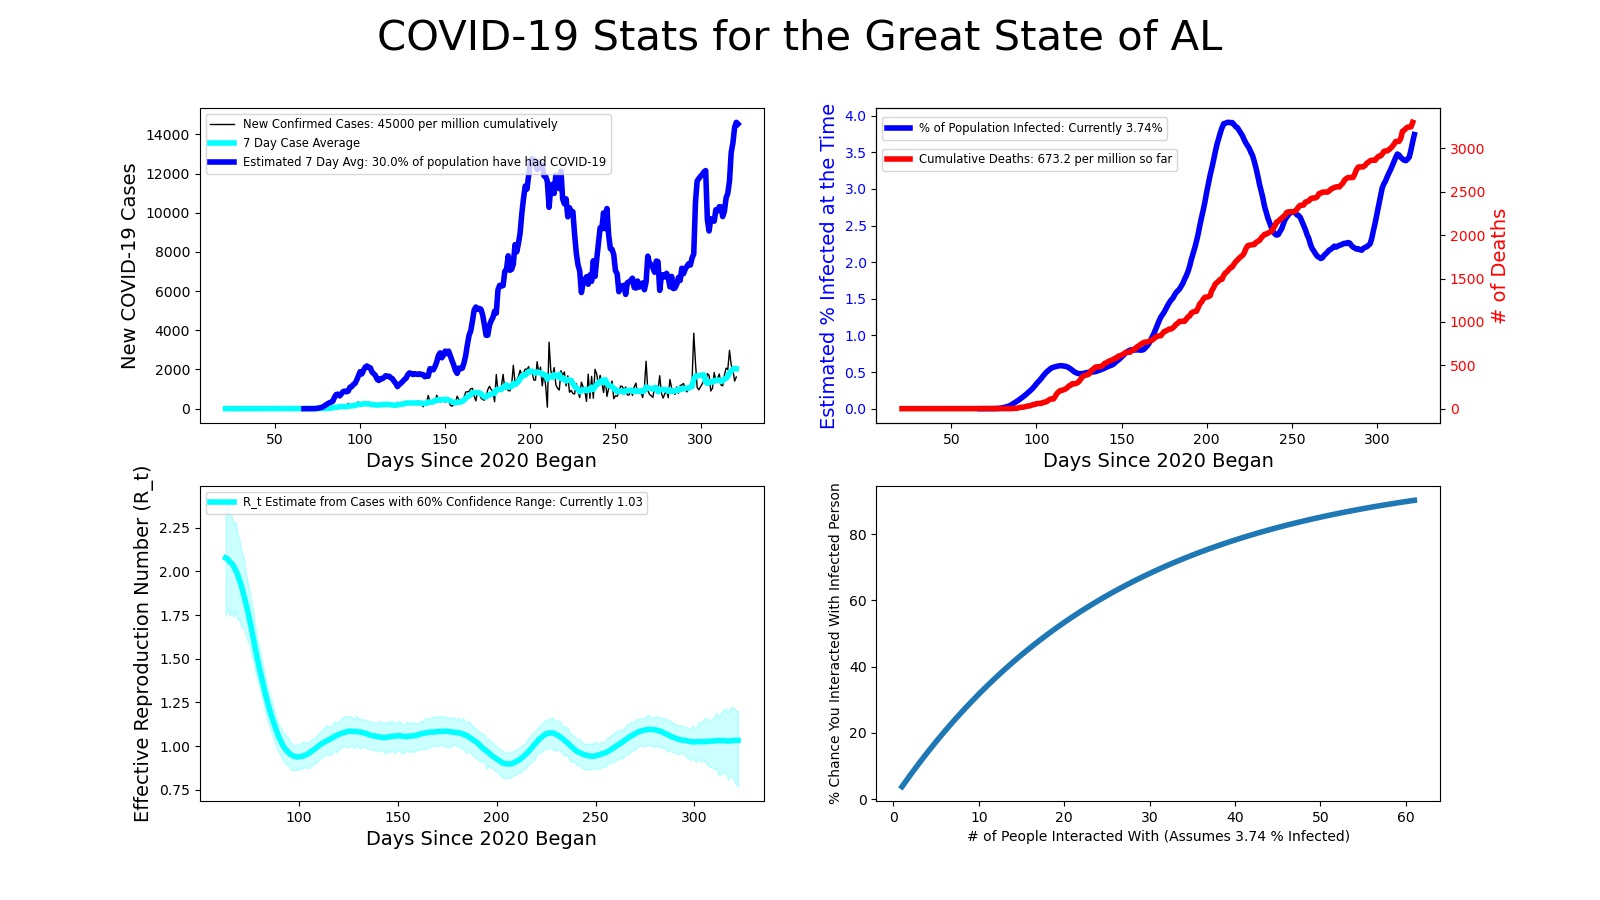 COVID-19 Stats for the Great State of AL
New COVID-19 Cases
14000
12000
10000
8000
6000
4000
2000
0
New Confirmed Cases: 45000 per million cumulatively
7 Day Case Average
Estimated 7 Day Avg: 30.0% of population have had COVID-19
50 100 150 200 250 300
Days Since 2020 Began
Estimated % Infected at the Time
4.0
3.5
3.0
2.5
2.0
1.5
1.0
0.5
0.0
% of Population Infected: Currently 3.74%
Cumulative Deaths: 673.2 per million so far
3000
2500
2000
1500
1000
500
0
# of Deaths
50 100 150 200 250 300
Days Since 2020 Began
Effective Reproduction Number (R_t)
2.25
2.00
1.75
1.50
1.25
1.00
0.75
R_t Estimate from Cases with 60% Confidence Range: Currently 1.03
100 150 200 250 300
Days Since 2020 Began
% Chance You Interacted With Infected Person
80
60
40
20
0
0 10 20 30 40 50 60
# of People Interacted With (Assumes 3.74 % Infected)